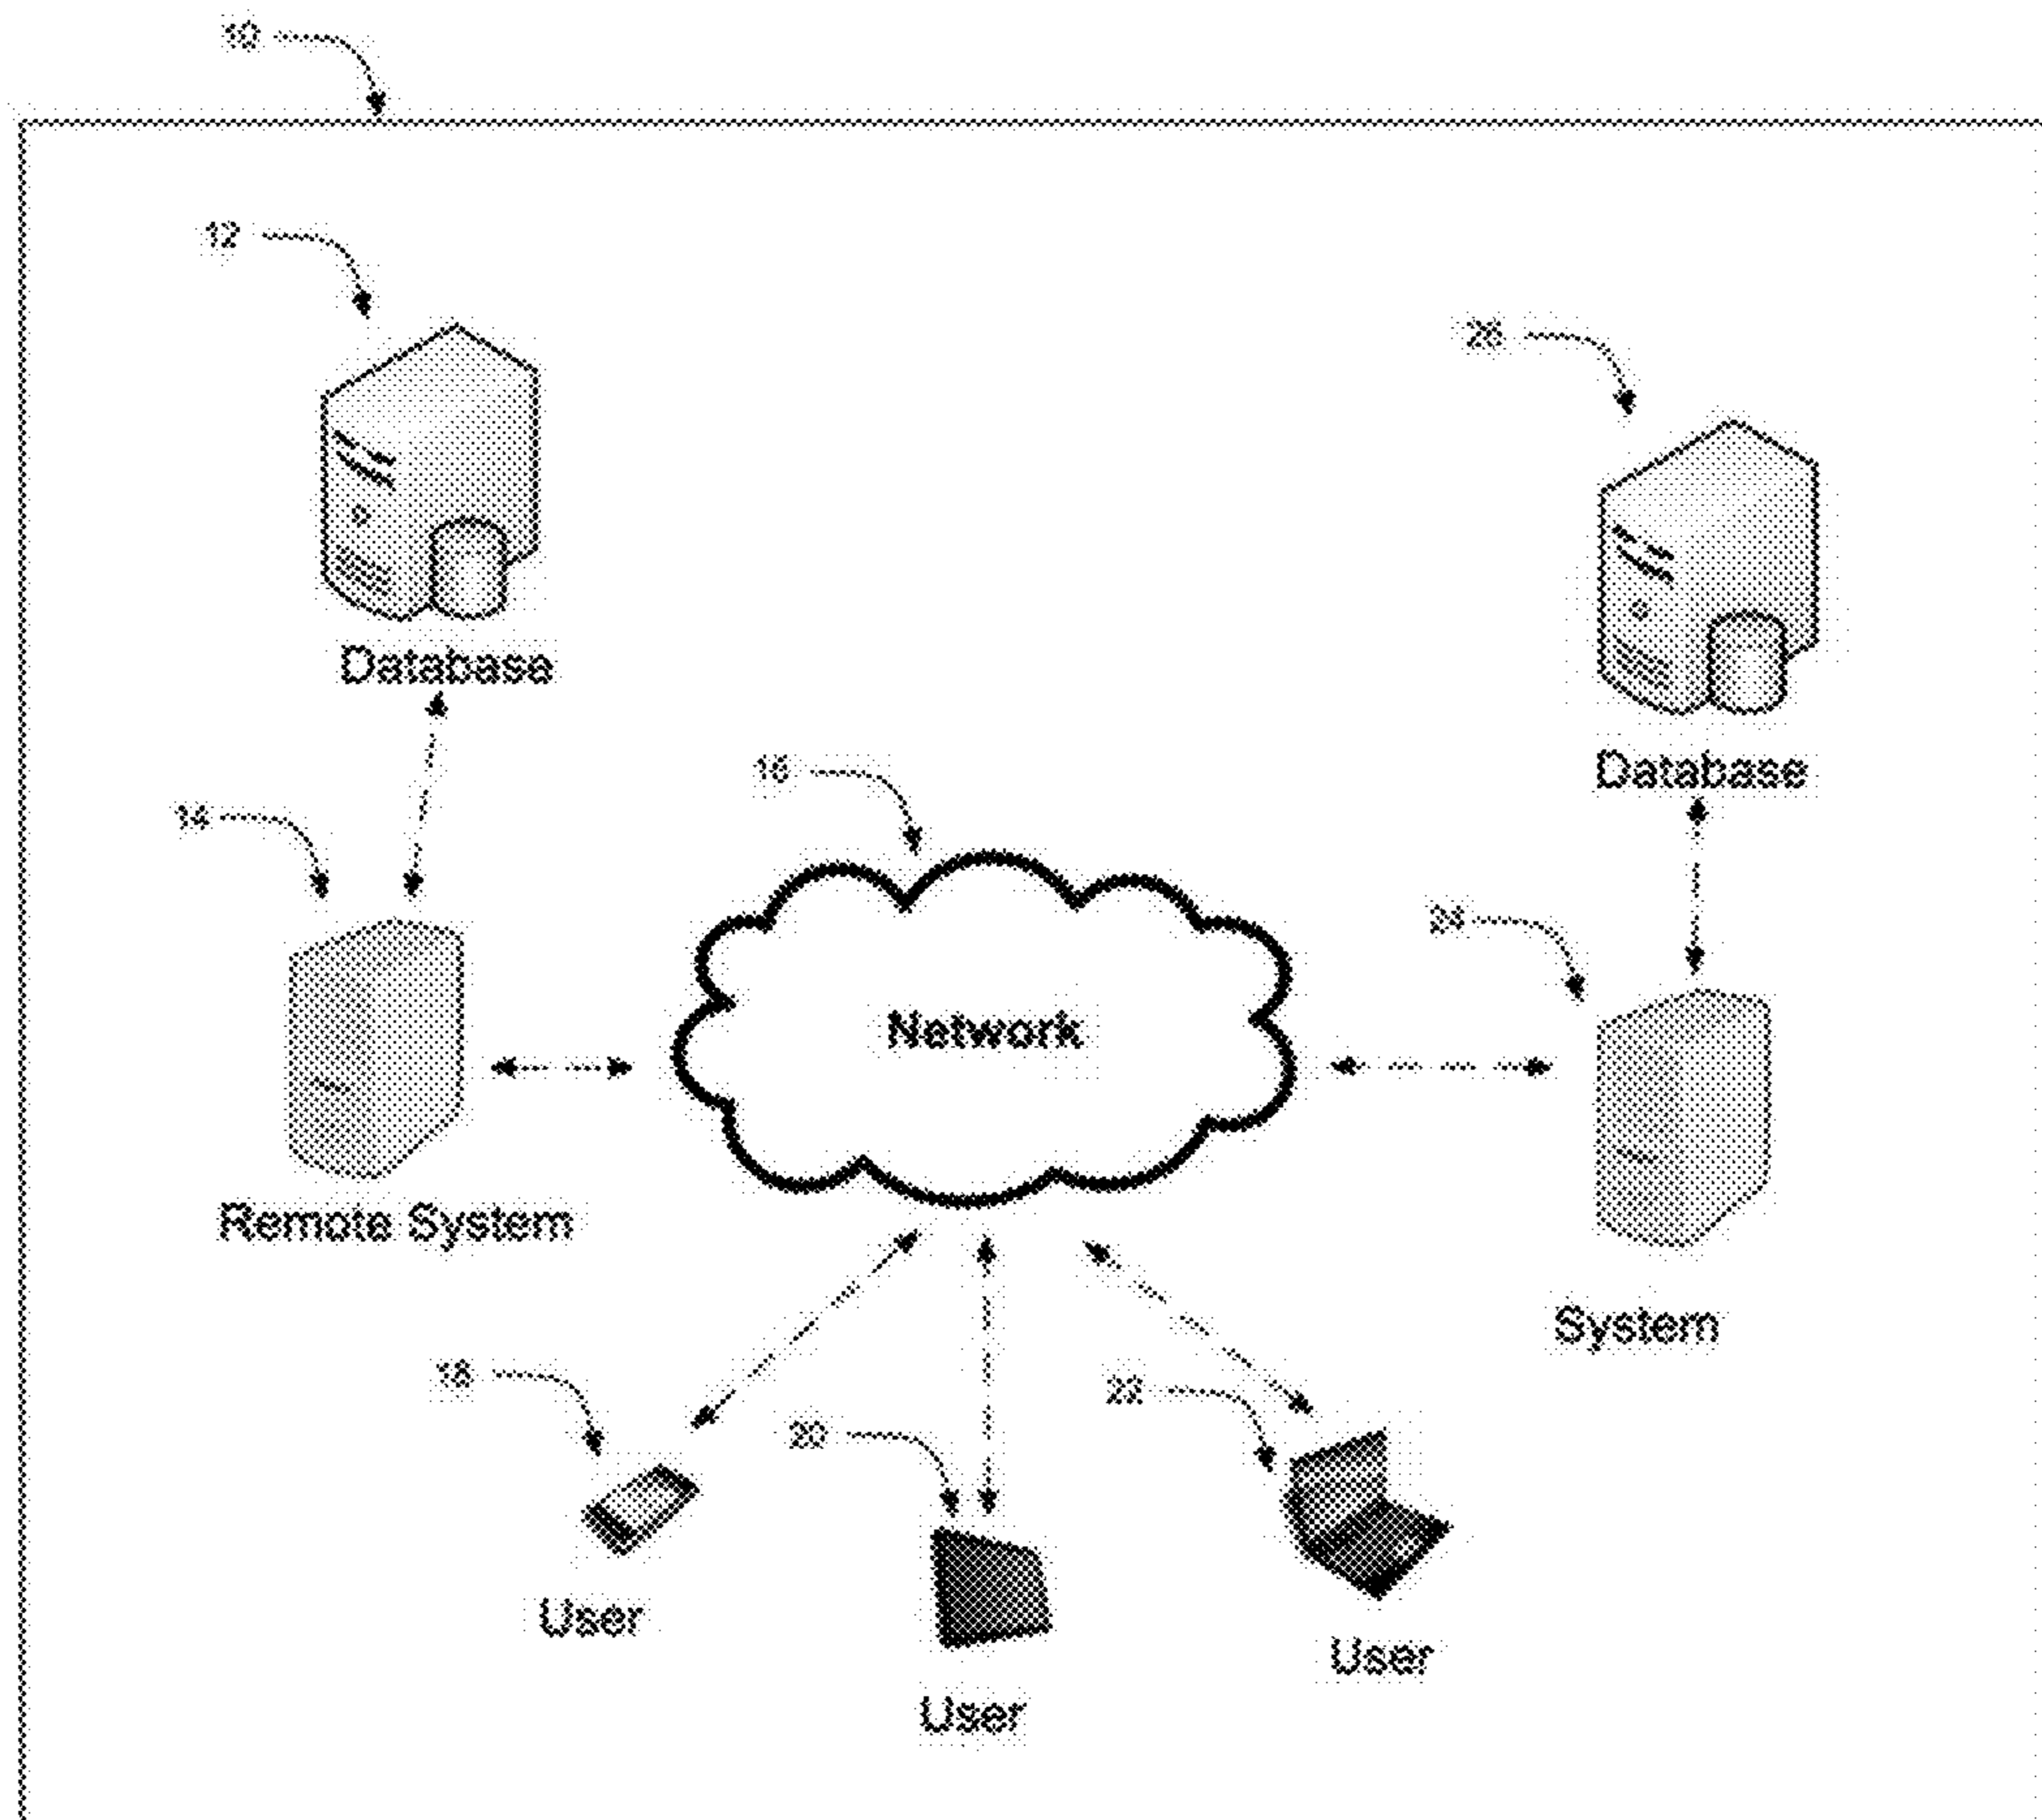 10
12
26
Database
Database
16
14
24
Network
Remote System
System
18
22
20
User
User
User